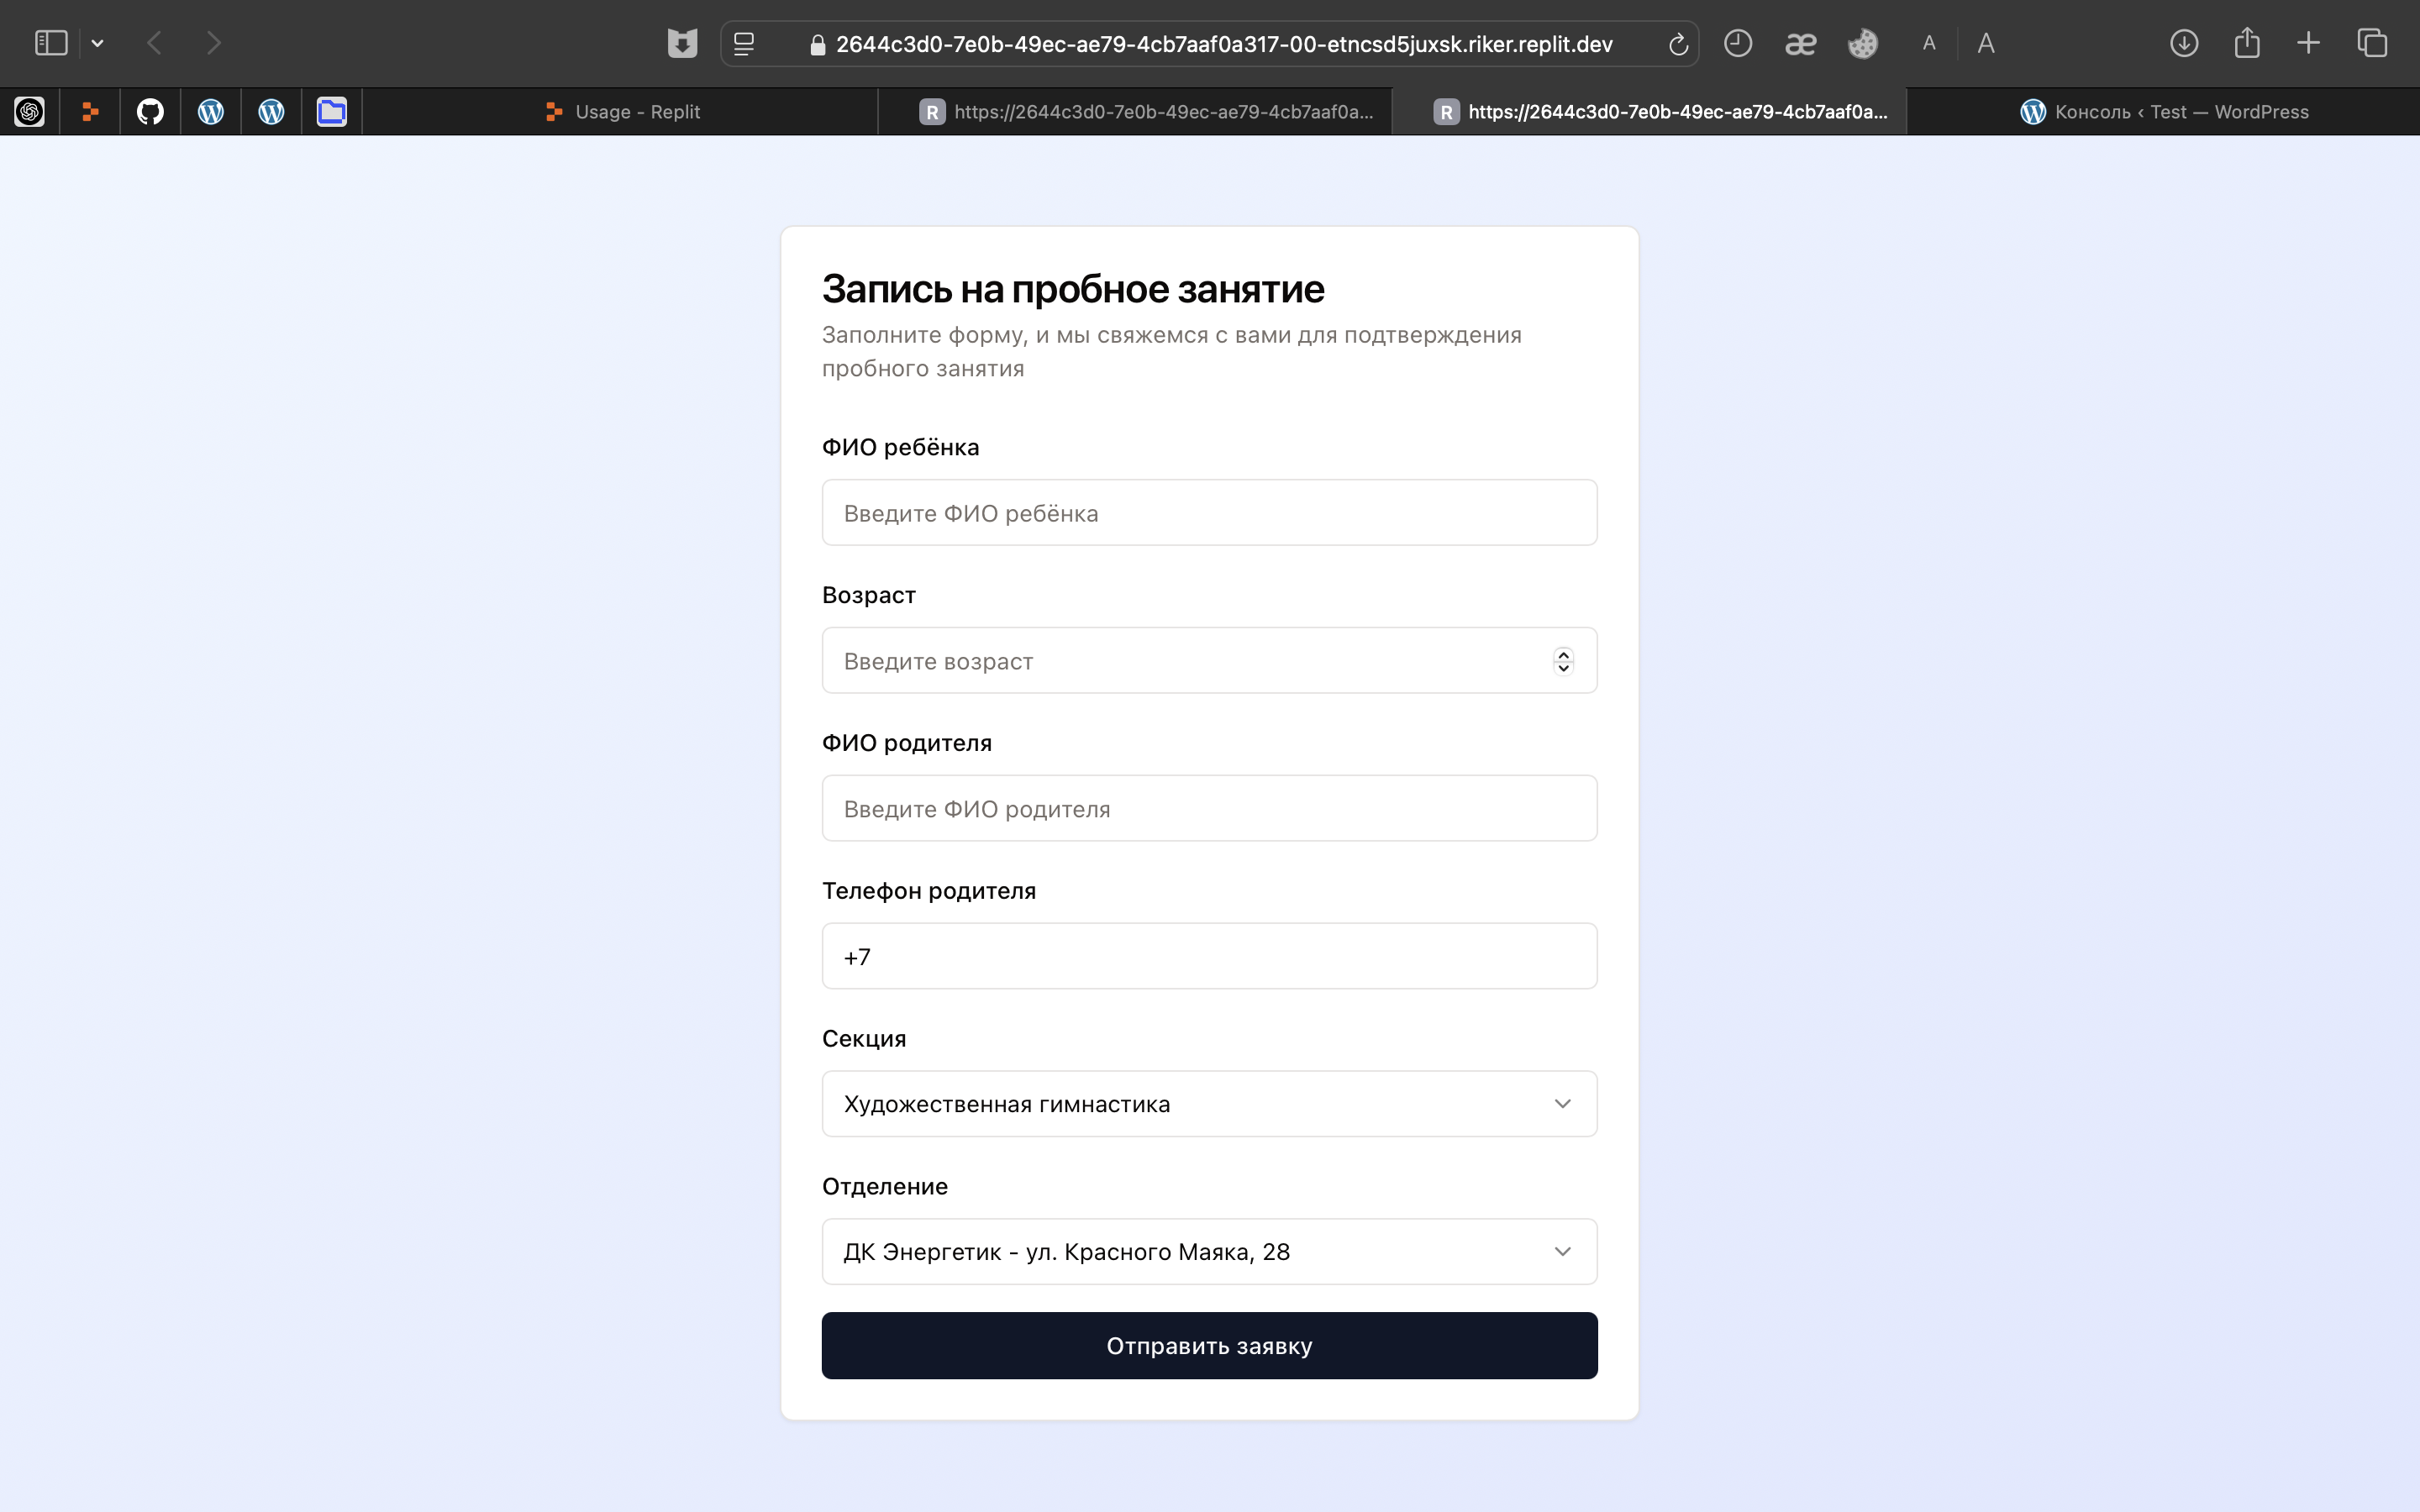 2644c3d0-7e0b-49ec-ae79-4cb7aaf0a317-00-etncsd5juxsk.riker.replit.dev
æ
A
A
Usage - Replit
R https://2644c3d0-7e0b-49ec-ae79-4cb7aaf0a...
R https://2644c3d0-7e0b-49ec-ae79-4cb7aaf0a...
Консоль ‹ Test — WordPress
Запись на пробное занятие
Заполните форму, и мы свяжемся с вами для подтверждения
пробного занятия
ФИО ребёнка
Введите ФИО ребёнка
Возраст
Введите возраст
ФИО родителя
Введите ФИО родителя
Телефон родителя
+7
Секция
Художественная гимнастика
Отделение
ДК Энергетик - ул. Красного Маяка, 28
Отправить заявку